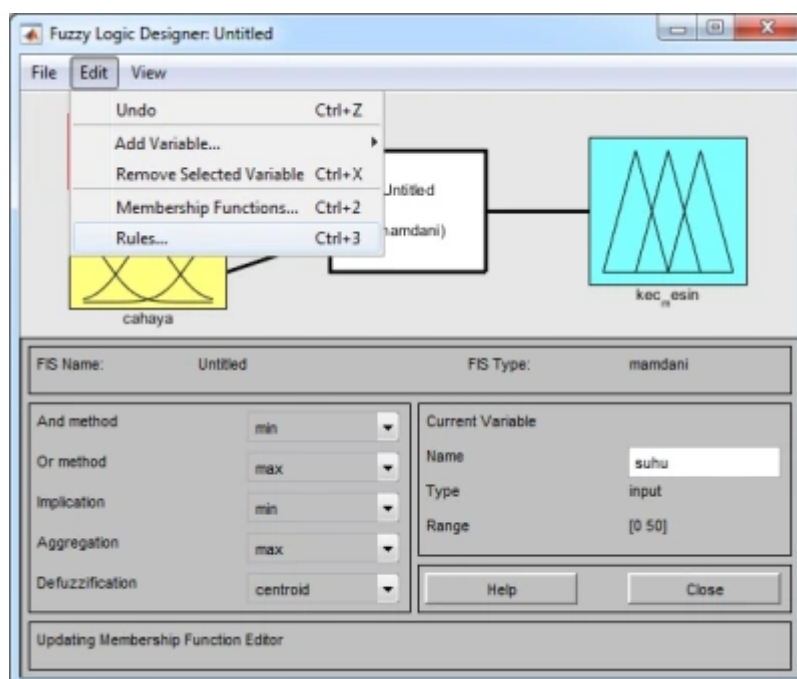 Fuzzy Logic Designer: Untitled
File Edit View
Undo Ctrl+Z
Add Variable...
Remove Selected Variable Ctrl+X
Membership Functions... Ctrl+2
Rules... Ctrl+3
Untitled
(mamdani)
cahaya
kec_mesin
FIS Name: Untitled FIS Type: mamdani
And method min
Or method max
Implication min
Aggregation max
Defuzzification centroid
Current Variable
Name suhu
Type input
Range [0 50]
Help Close
Updating Membership Function Editor